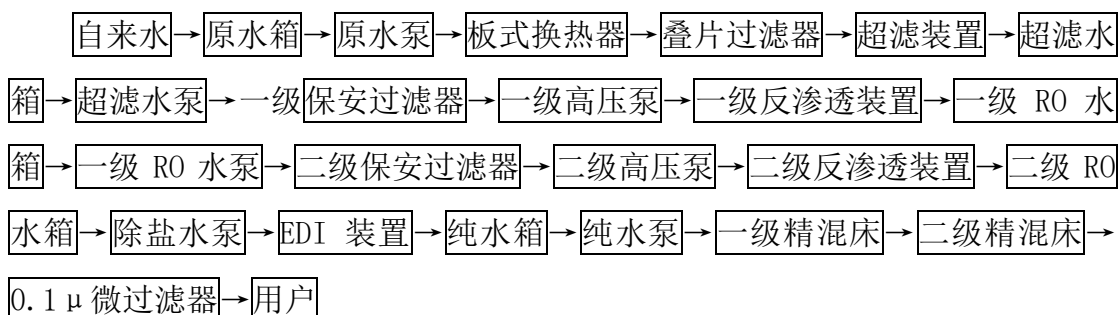 自来水→原水箱→原水泵→板式换热器→叠片过滤器→超滤装置→超滤水
箱→超滤水泵→一级保安过滤器→一级高压泵→一级反渗透装置→一级 RO 水
箱→一级 RO 水泵→二级保安过滤器→二级高压泵→二级反渗透装置→二级 RO
水箱→除盐水泵→EDI 装置→纯水箱→纯水泵→一级精混床→二级精混床→
0.1μ微过滤器→用户